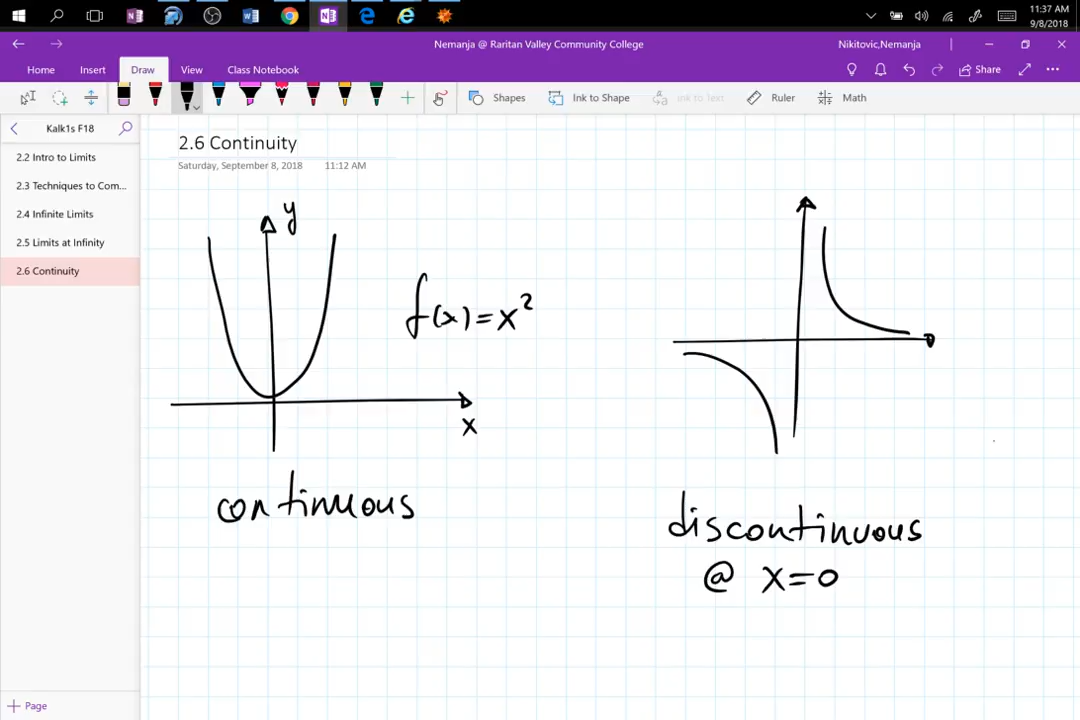 11:37 AM
9/8/2018
Nemanja @ Raritan Valley Community College
Nikitovic,Nemanja
Home Insert Draw View Class Notebook
Share
Shapes Ink to Shape Ink to Text Ruler Math
Kalk1s F18
2.2 Intro to Limits
2.3 Techniques to Com...
2.4 Infinite Limits
2.5 Limits at Infinity
2.6 Continuity
Page
2.6 Continuity
Saturday, September 8, 2018 11:12 AM
y
f(x)=x²
x
continuous
discontinuous
@ x=0